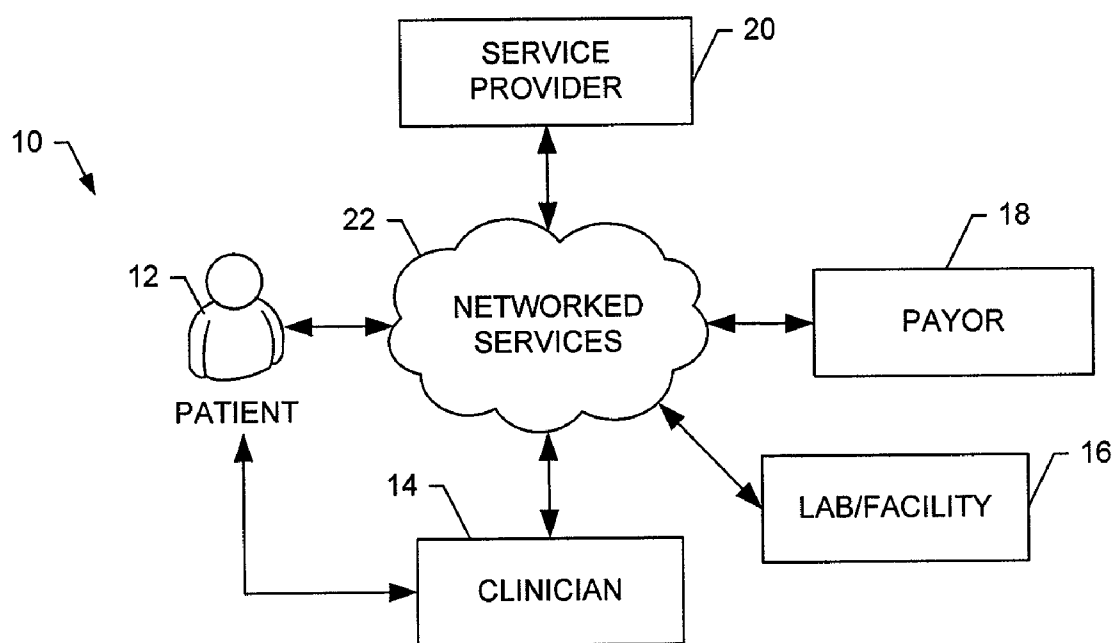 SERVICE
PROVIDER
20
10
22
18
12
NETWORKED
SERVICES
PAYOR
PATIENT
14
16
LAB/FACILITY
CLINICIAN